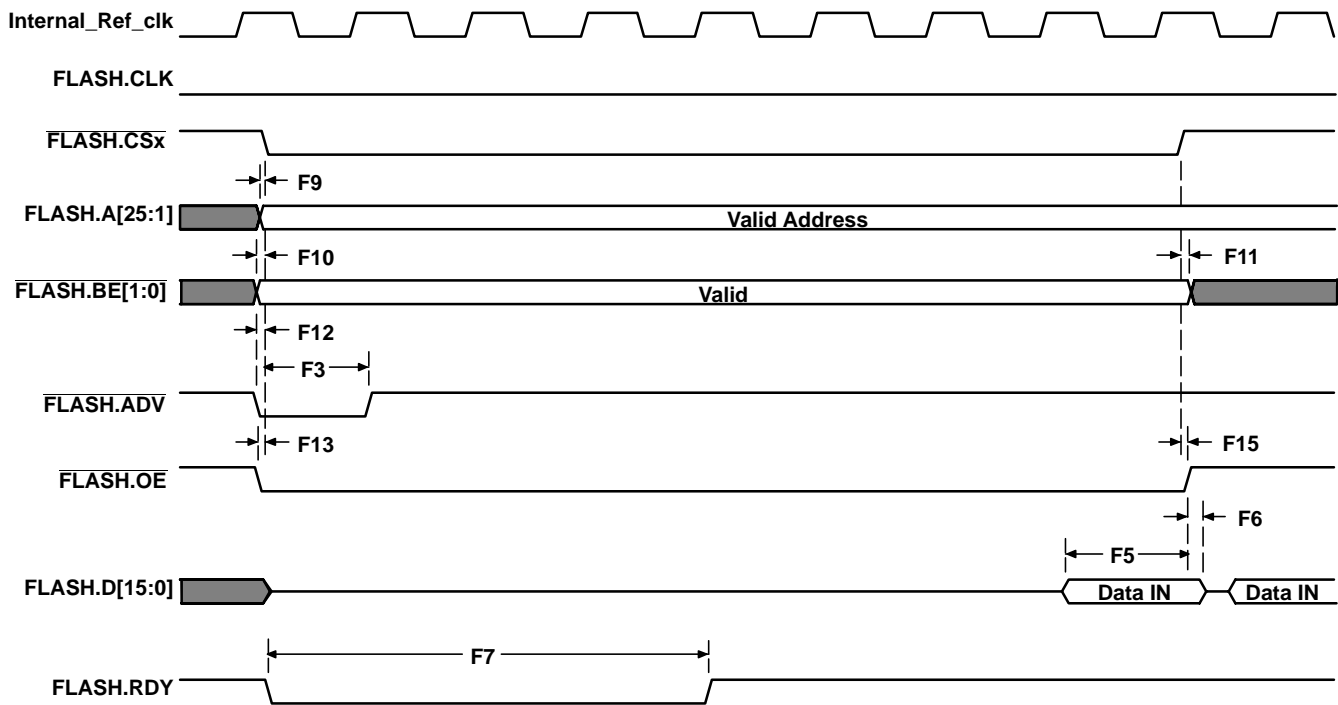 Internal_Ref_clk
FLASH.CLK
FLASH.CSx
F9
FLASH.A[25:1]
Valid Address
F10
F11
FLASH.BE[1:0]
Valid
F12
F3
FLASH.ADV
F13
F15
FLASH.OE
F6
F5
FLASH.D[15:0]
Data IN
Data IN
F7
FLASH.RDY